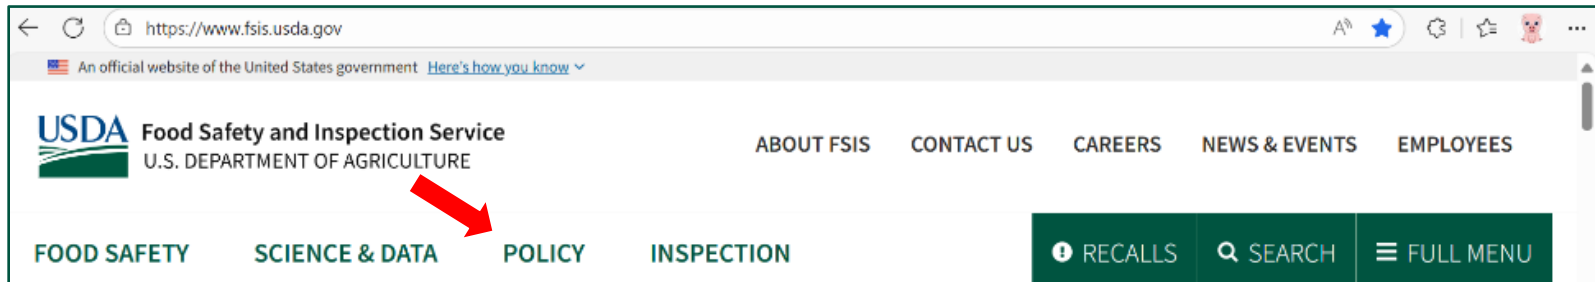 https://www.fsis.usda.gov
An official website of the United States government Here's how you know
USDA Food Safety and Inspection Service
U.S. DEPARTMENT OF AGRICULTURE
ABOUT FSIS CONTACT US CAREERS NEWS & EVENTS EMPLOYEES
FOOD SAFETY SCIENCE & DATA POLICY INSPECTION RECALLS SEARCH FULL MENU